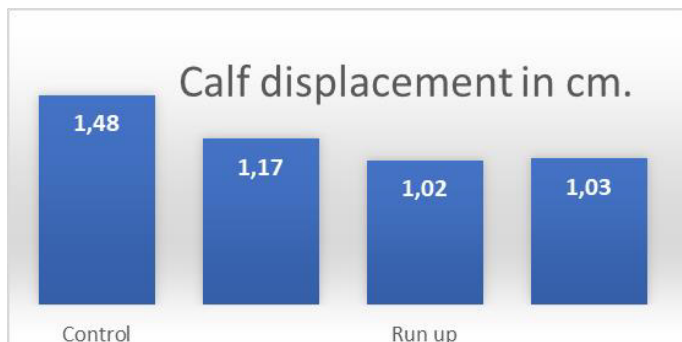 Calf displacement in cm.
1,48
1,17
1,02
1,03
Control
Run up